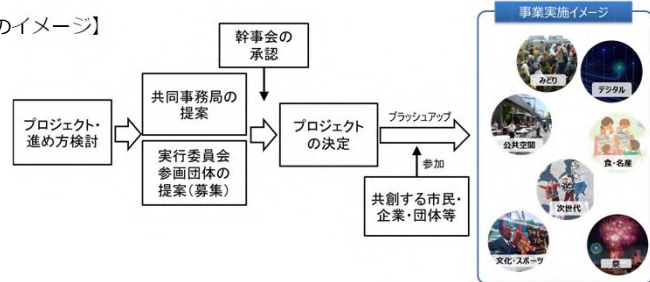 のイメージ】
幹事会の
承認
プロジェクト・
進め方検討
共同事務局の
提案
実行委員会
参画団体の
提案（募集）
プロジェクト
の決定
ブラッシュアップ
参加
共創する市民・
企業・団体等
事業実施イメージ
みどり
デジタル
公共空間
食・名産
次世代
文化・スポーツ
祭